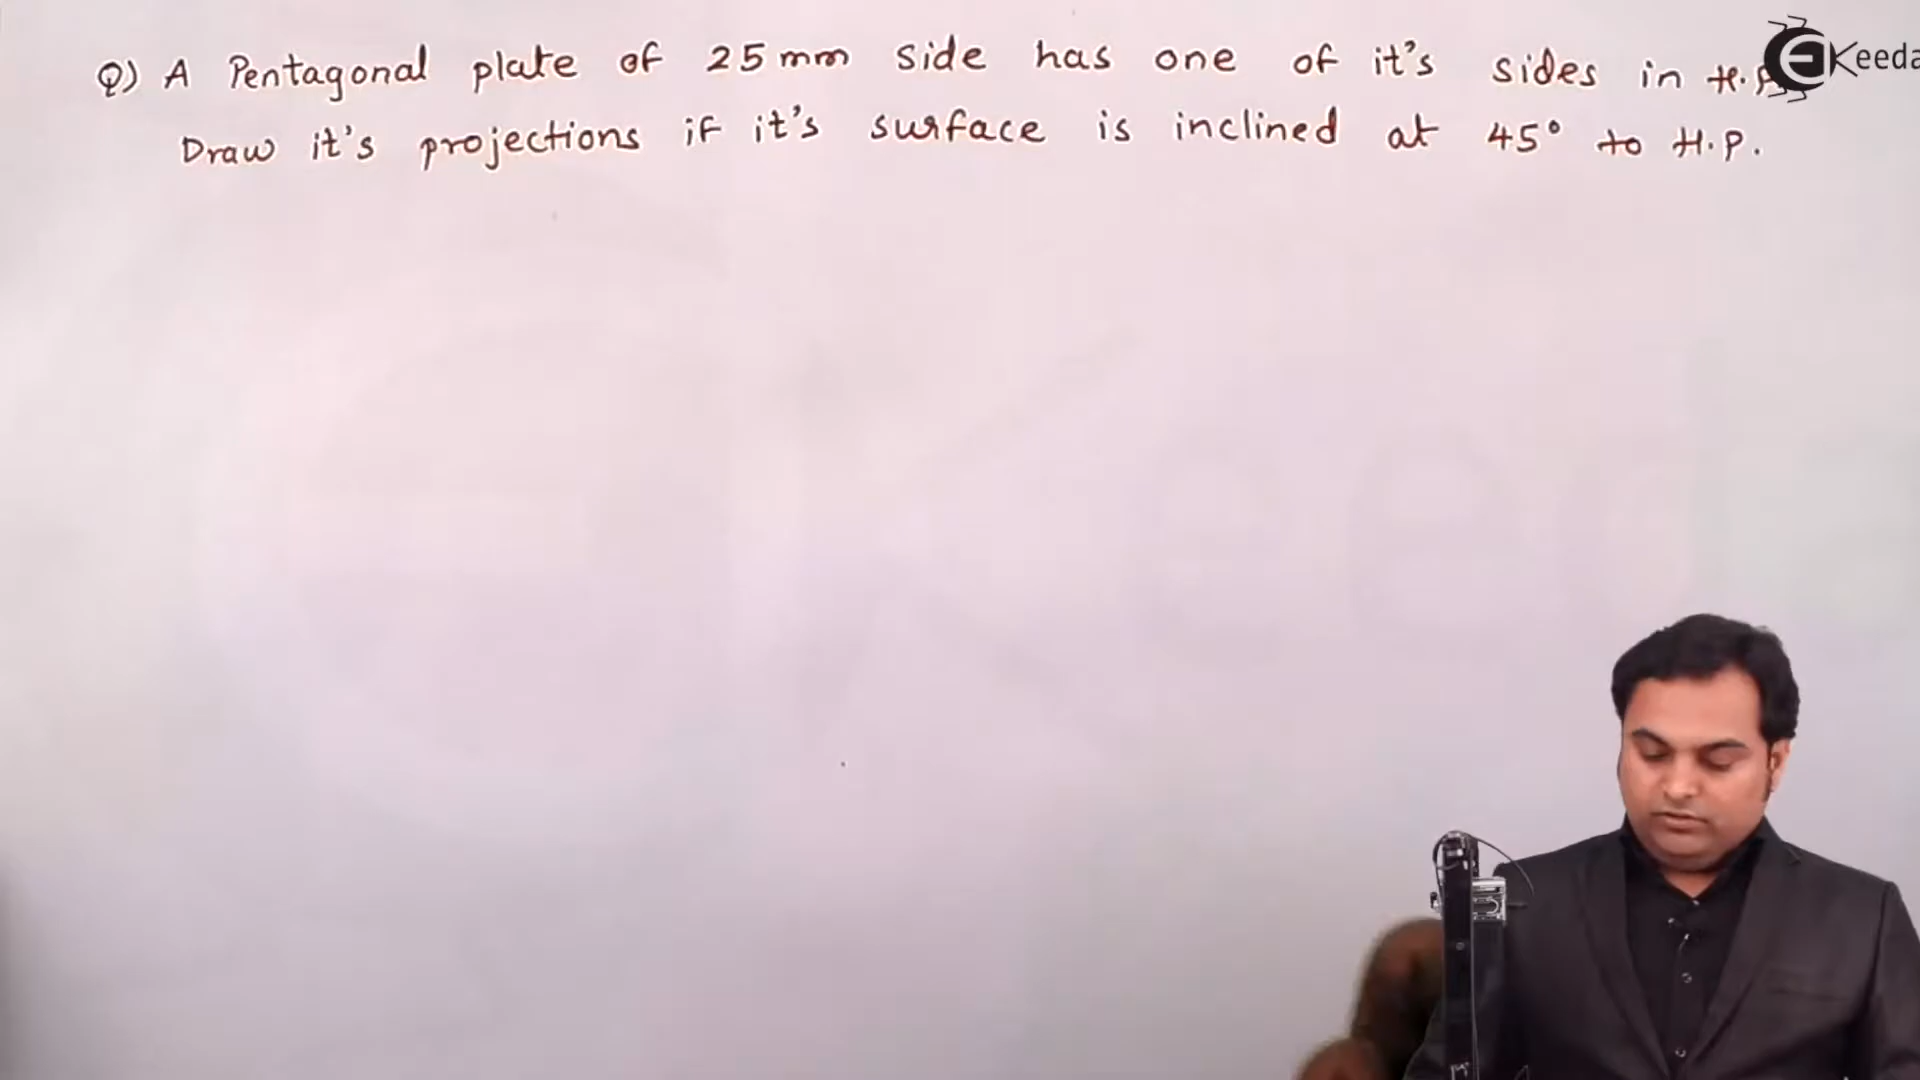 Q) A Pentagonal plate of 25 mm side has one of it's sides in H.P
Draw it's projections if it's surface is inclined at 45° to H.P.
EKeeda